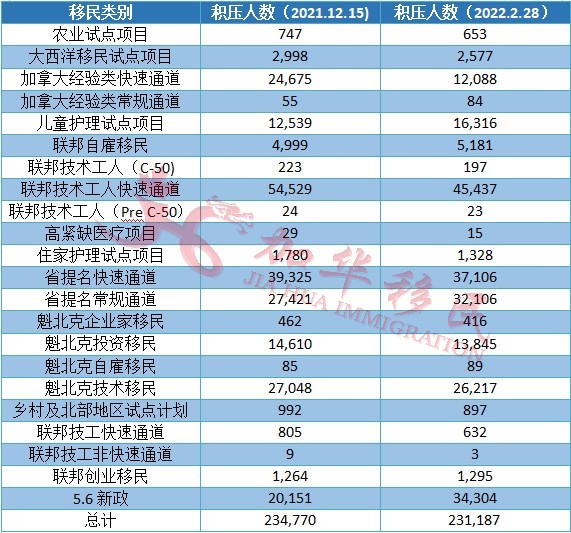 移民类别 积压人数（2021.12.15) 积压人数（2022.2.28）
农业试点项目 747 653
大西洋移民试点项目 2,998 2,577
加拿大经验类快速通道 24,675 12,088
加拿大经验类常规通道 55 84
儿童护理试点项目 12,539 16,316
联邦自雇移民 4,999 5,181
联邦技术工人（C-50) 223 197
联邦技术工人快速通道 54,529 45,437
联邦技术工人（Pre C-50） 24 23
高紧缺医疗项目 29 15
住家护理试点项目 1,780 1,328
省提名快速通道 39,325 37,106
省提名常规通道 27,421 32,106
魁北克企业家移民 462 416
魁北克投资移民 14,610 13,845
魁北克自雇移民 85 89
魁北克技术移民 27,048 26,217
乡村及北部地区试点计划 992 897
联邦技工快速通道 805 632
联邦技工非快速通道 9 3
联邦创业移民 1,264 1,295
5.6 新政 20,151 34,304
总计 234,770 231,187
加华移民
JIA HUA IMMIGRATION